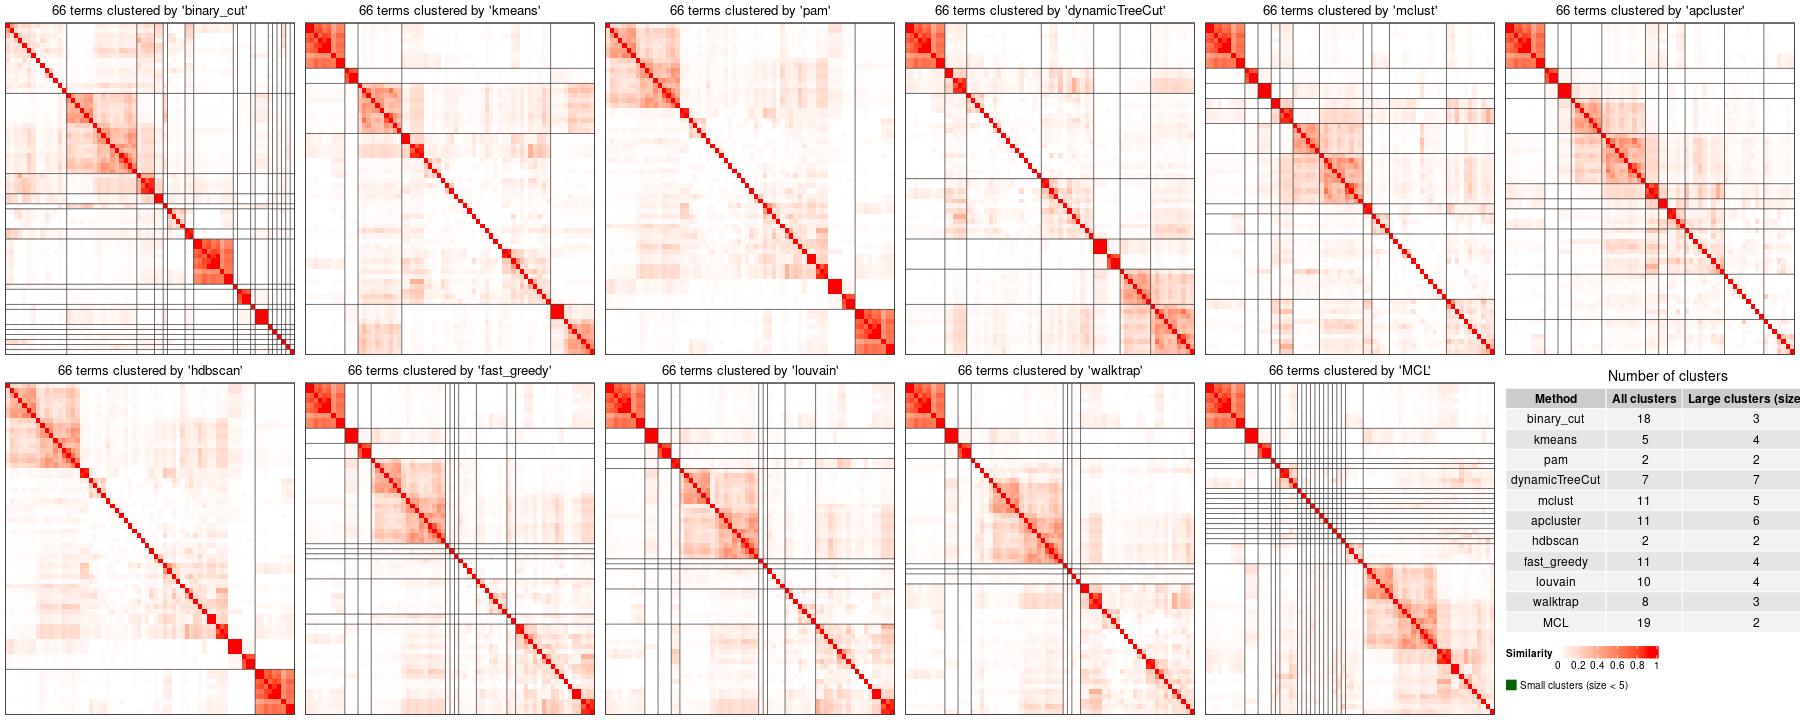 66 terms clustered by 'binary_cut'
66 terms clustered by 'kmeans'
66 terms clustered by 'pam'
66 terms clustered by 'dynamicTreeCut'
66 terms clustered by 'mclust'
66 terms clustered by 'apcluster'
66 terms clustered by 'hdbscan'
66 terms clustered by 'fast_greedy'
66 terms clustered by 'louvain'
66 terms clustered by 'walktrap'
66 terms clustered by 'MCL'
Number of clusters
Method All clusters Large clusters (size
binary_cut 18 3
kmeans 5 4
pam 2 2
dynamicTreeCut 7 7
mclust 11 5
apcluster 11 6
hdbscan 2 2
fast_greedy 11 4
louvain 10 4
walktrap 8 3
MCL 19 2
Similarity
0 0.2 0.4 0.6 0.8 1
Small clusters (size < 5)